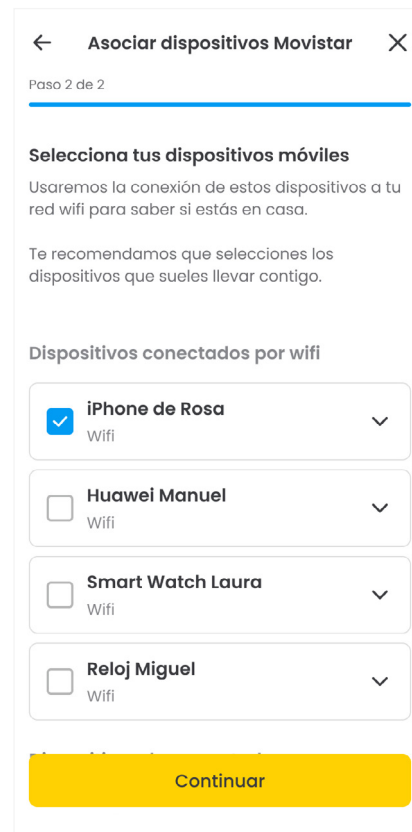 Asociar dispositivos Movistar
Paso 2 de 2
Selecciona tus dispositivos móviles
Usaremos la conexión de estos dispositivos a tu
red wifi para saber si estás en casa.
Te recomendamos que selecciones los
dispositivos que sueles llevar contigo.
Dispositivos conectados por wifi
iPhone de Rosa
Wifi
Huawei Manuel
Wifi
Smart Watch Laura
Wifi
Reloj Miguel
Wifi
Continuar